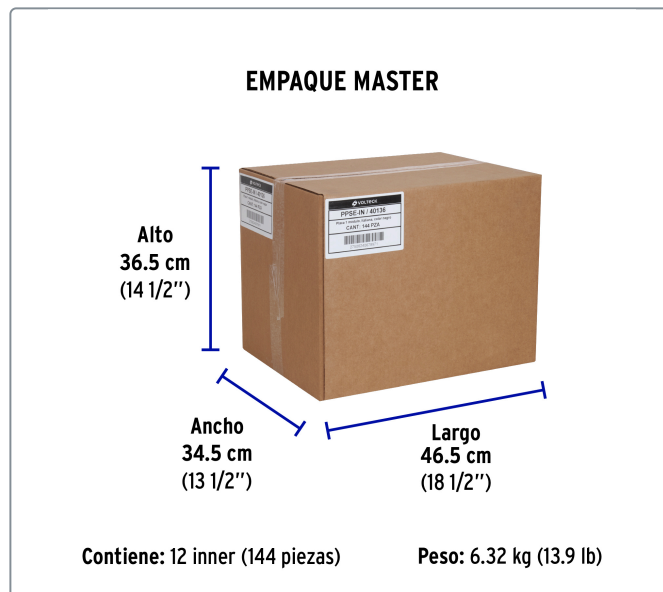 EMPAQUE MASTER
VOLTECK
PPSE-IN / 40136
CANT: 144 PZA
Alto
36.5 cm
(14 1/2")
Ancho
34.5 cm
(13 1/2")
Largo
46.5 cm
(18 1/2")
Contiene: 12 inner (144 piezas)
Peso: 6.32 kg (13.9 lb)